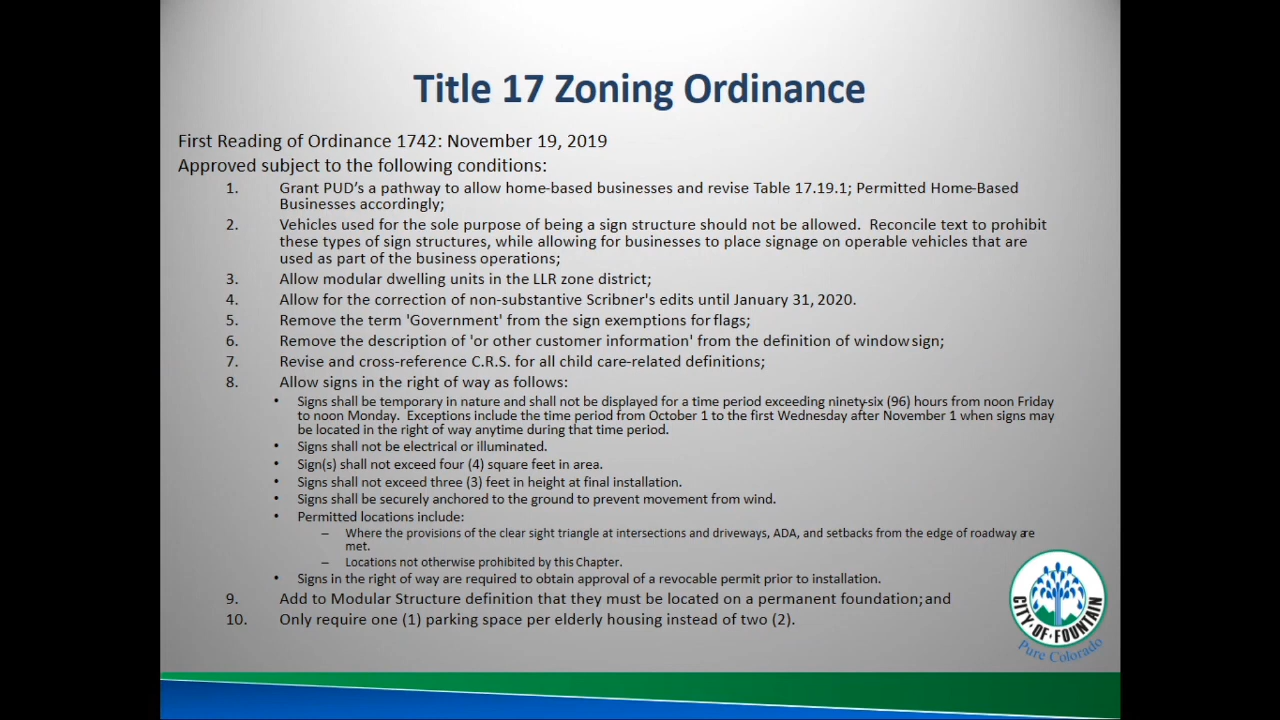 Title 17 Zoning Ordinance
First Reading of Ordinance 1742: November 19, 2019
Approved subject to the following conditions:
1. Grant PUD's a pathway to allow home-based businesses and revise Table 17.19.1; Permitted Home-Based
Businesses accordingly;
2. Vehicles used for the sole purpose of being a sign structure should not be allowed. Reconcile text to prohibit
these types of sign structures, while allowing for businesses to place signage on operable vehicles that are
used as part of the business operations;
3. Allow modular dwelling units in the LLR zone district;
4. Allow for the correction of non-substantive Scribner's edits until January 31, 2020.
5. Remove the term 'Government' from the sign exemptions for flags;
6. Remove the description of 'or other customer information' from the definition of window sign;
7. Revise and cross-reference C.R.S. for all child care-related definitions;
8. Allow signs in the right of way as follows:
• Signs shall be temporary in nature and shall not be displayed for a time period exceeding ninety-six (96) hours from noon Friday
to noon Monday. Exceptions include the time period from October 1 to the first Wednesday after November 1 when signs may
be located in the right of way anytime during that time period.
• Signs shall not be electrical or illuminated.
• Sign(s) shall not exceed four (4) square feet in area.
• Signs shall not exceed three (3) feet in height at final installation.
• Signs shall be securely anchored to the ground to prevent movement from wind.
• Permitted locations include:
– Where the provisions of the clear sight triangle at intersections and driveways, ADA, and setbacks from the edge of roadway are
met.
– Locations not otherwise prohibited by this Chapter.
• Signs in the right of way are required to obtain approval of a revocable permit prior to installation.
9. Add to Modular Structure definition that they must be located on a permanent foundation; and
10. Only require one (1) parking space per elderly housing instead of two (2).
CITY OF FOUNTAIN
Pure Colorado